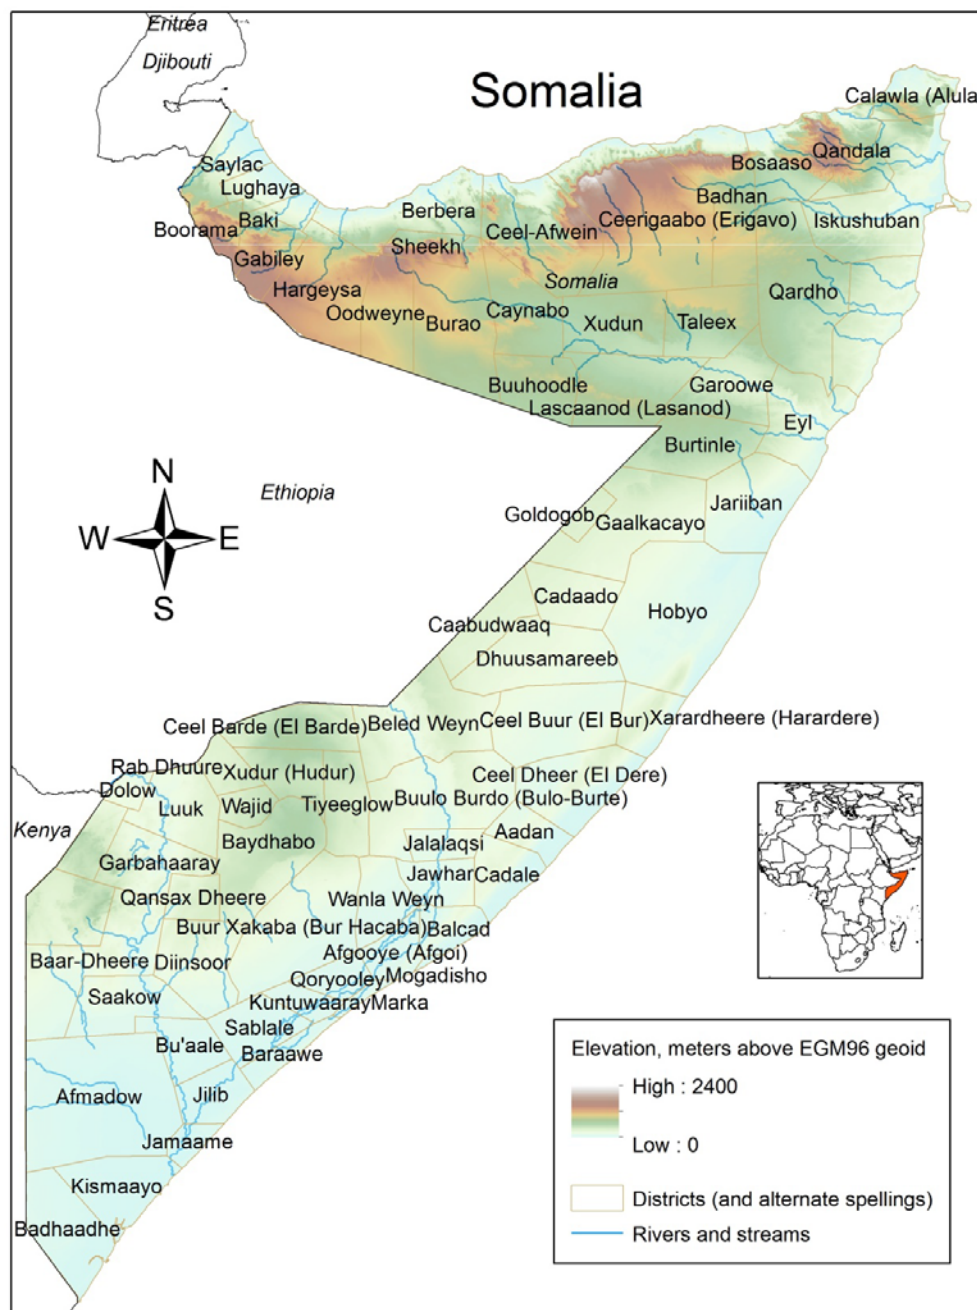 Eritrea
Djibouti
Somalia
Calawla (Alula
Saylac
Lughaya
Bosaaso
Qandala
Badhan
Boorama
Baki
Berbera
Ceel-Afwein
Ceerigaabo (Erigavo)
Iskushuban
Gabiley
Sheekh
Hargeysa
Somalia
Qardho
Oodweyne
Burao
Caynabo
Xudun
Taleex
Buuhoodle
Garoowe
Lascaanod (Lasanod)
Eyl
Burtinle
N
W
E
S
Ethiopia
Goldogob
Gaalkacayo
Jariiban
Cadaado
Hobyo
Caabudwaaq
Dhuusamareeb
Ceel Barde (El Barde)
Beled Weyn
Ceel Buur (El Bur)
Xarardheere (Harardere)
Rab Dhuure
Xudur (Hudur)
Ceel Dheer (El Dere)
Dolow
Luuk
Wajid
Tiyeeglow
Buulo Burdo (Bulo-Burte)
Kenya
Baydhabo
Jalalaqsi
Aadan
Garbahaaray
Jawhar
Cadale
Qansax Dheere
Wanla Weyn
Buur Xakaba (Bur Hacaba)
Balcad
Afgooye (Afgoi)
Baar-Dheere
Diinsoor
Qoryooley
Mogadisho
Saakow
Kuntuwaaray
Marka
Sablale
Bu'aale
Baraawe
Afmadow
Jilib
Jamaame
Kismaayo
Badhaadhe
Elevation, meters above EGM96 geoid
High : 2400
Low : 0
Districts (and alternate spellings)
Rivers and streams